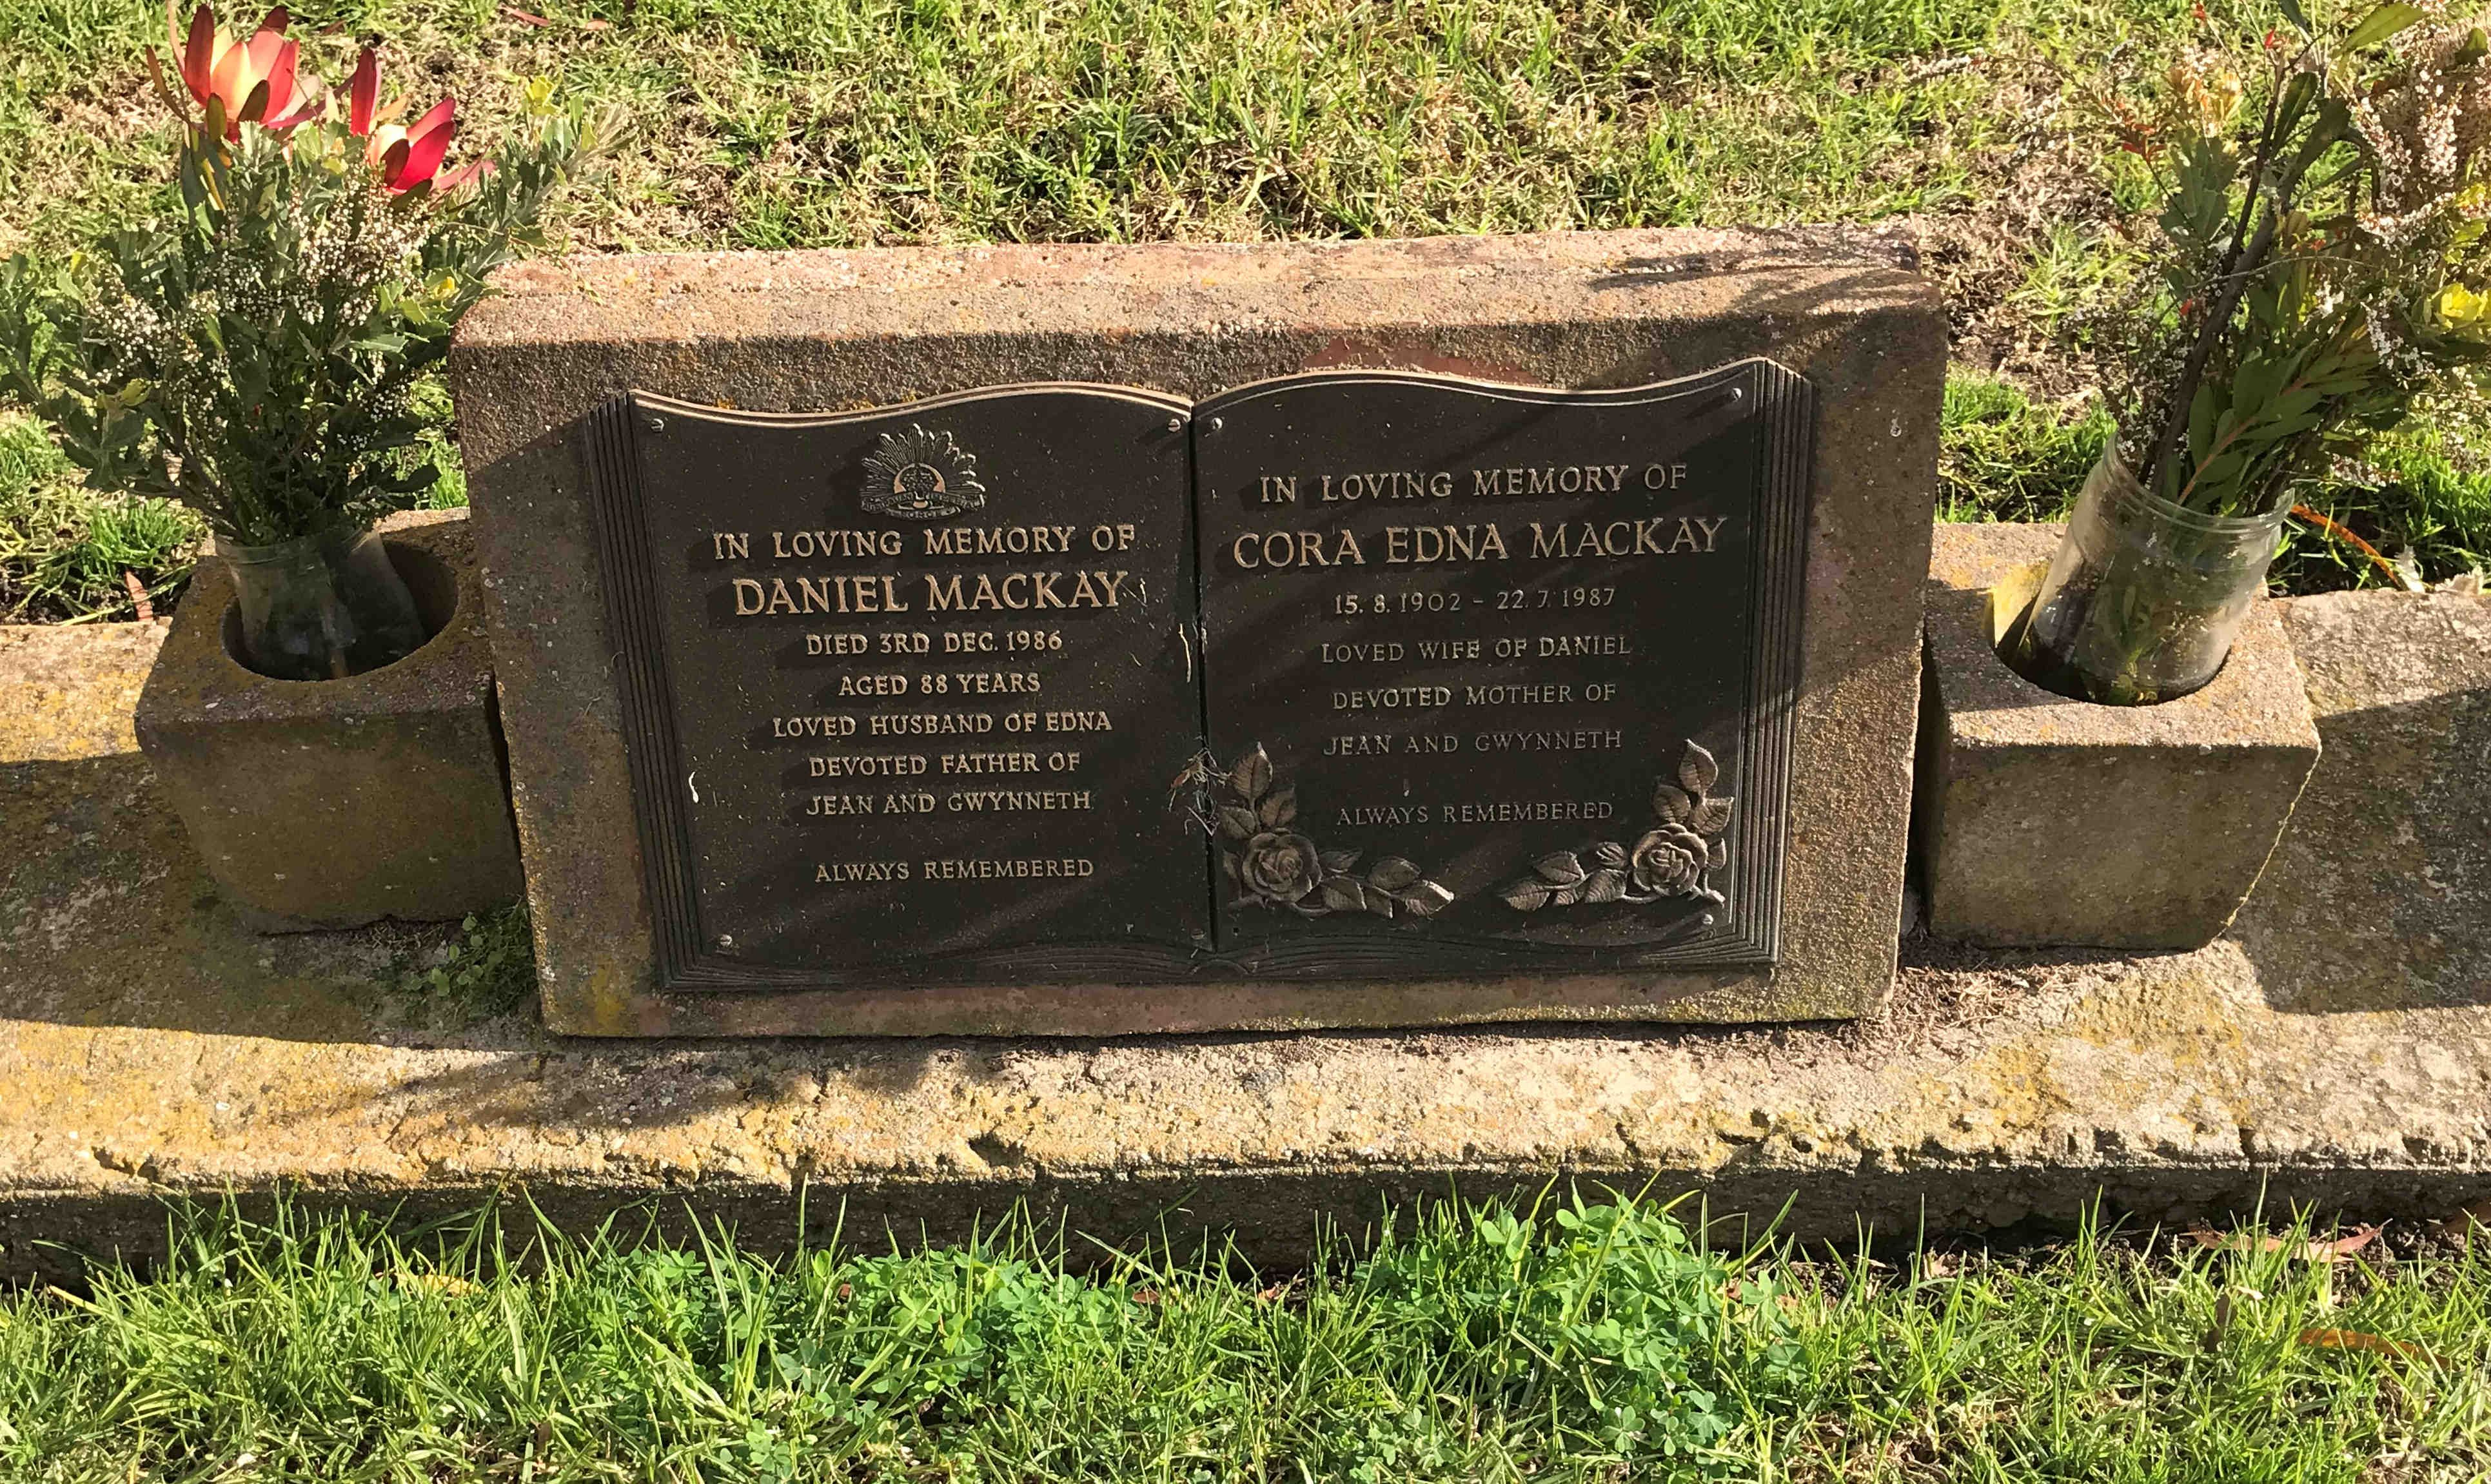 IN LOVING MEMORY OF
DANIEL MACKAY
DIED 3RD DEC. 1986
AGED 88 YEARS
LOVED HUSBAND OF EDNA
DEVOTED FATHER OF
JEAN AND GWYNNETH
ALWAYS REMEMBERED
IN LOVING MEMORY OF
CORA EDNA MACKAY
15. 8. 1902 - 22. 7. 1987
LOVED WIFE OF DANIEL
DEVOTED MOTHER OF
JEAN AND GWYNNETH
ALWAYS REMEMBERED